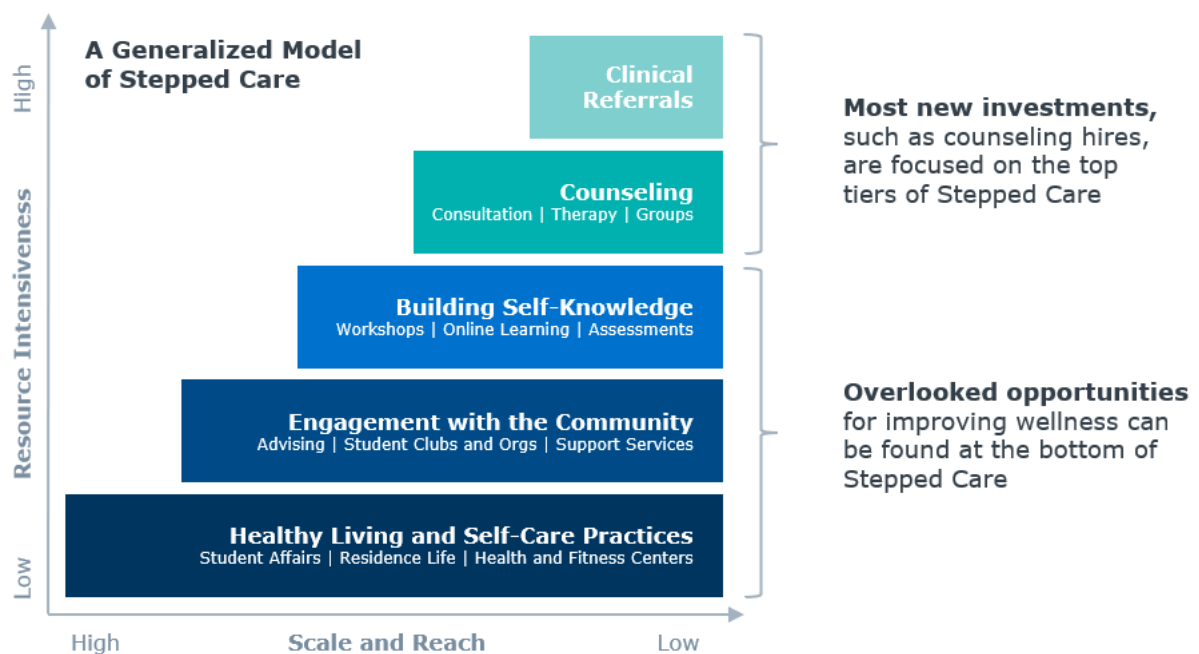 A Generalized Model
of Stepped Care
High
Resource Intensiveness
Low
Clinical
Referrals
Counseling
Consultation | Therapy | Groups
Building Self-Knowledge
Workshops | Online Learning | Assessments
Engagement with the Community
Advising | Student Clubs and Orgs | Support Services
Healthy Living and Self-Care Practices
Student Affairs | Residence Life | Health and Fitness Centers
High
Scale and Reach
Low
Most new investments,
such as counseling hires,
are focused on the top
tiers of Stepped Care
Overlooked opportunities
for improving wellness can
be found at the bottom of
Stepped Care